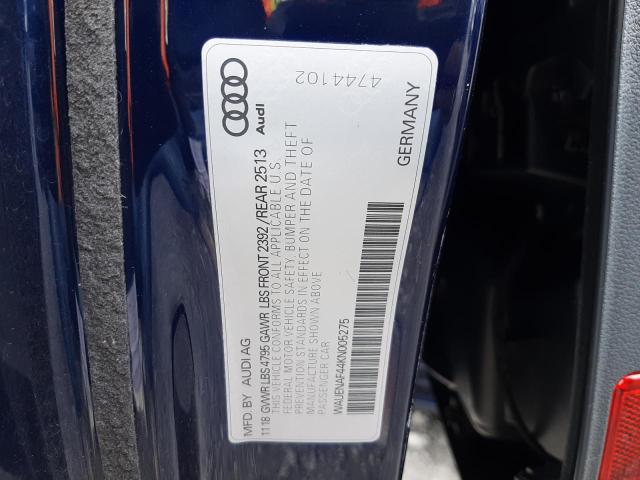 MFD. BY AUDI AG
11 18 GVWR LBS 4795 GAWR LBS FRONT 2392 /REAR 2513
THIS VEHICLE CONFORMS TO ALL APPLICABLE U.S.
FEDERAL MOTOR VEHICLE SAFETY, BUMPER AND THEFT
PREVENTION STANDARDS IN EFFECT ON THE DATE OF
MANUFACTURE SHOWN ABOVE
PASSENGER CAR
WAUENAF44KN005275
Audi
4744102
GERMANY